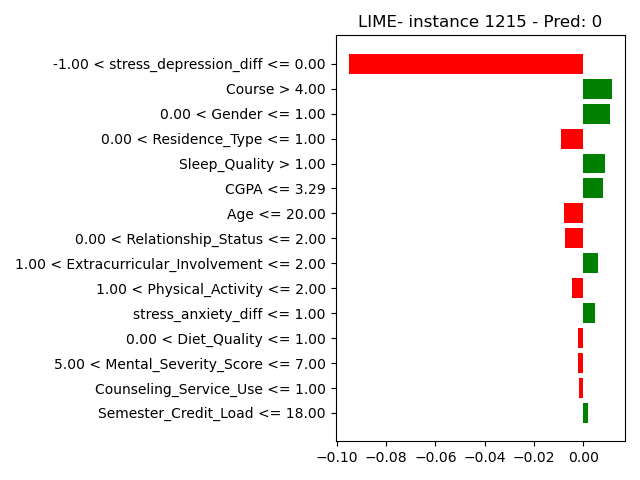 LIME- instance 1215 - Pred: 0
-1.00 < stress_depression_diff <= 0.00
Course > 4.00
0.00 < Gender <= 1.00
0.00 < Residence_Type <= 1.00
Sleep_Quality > 1.00
CGPA <= 3.29
Age <= 20.00
0.00 < Relationship_Status <= 2.00
1.00 < Extracurricular_Involvement <= 2.00
1.00 < Physical_Activity <= 2.00
stress_anxiety_diff <= 1.00
0.00 < Diet_Quality <= 1.00
5.00 < Mental_Severity_Score <= 7.00
Counseling_Service_Use <= 1.00
Semester_Credit_Load <= 18.00
−0.10 −0.08 −0.06 −0.04 −0.02 0.00